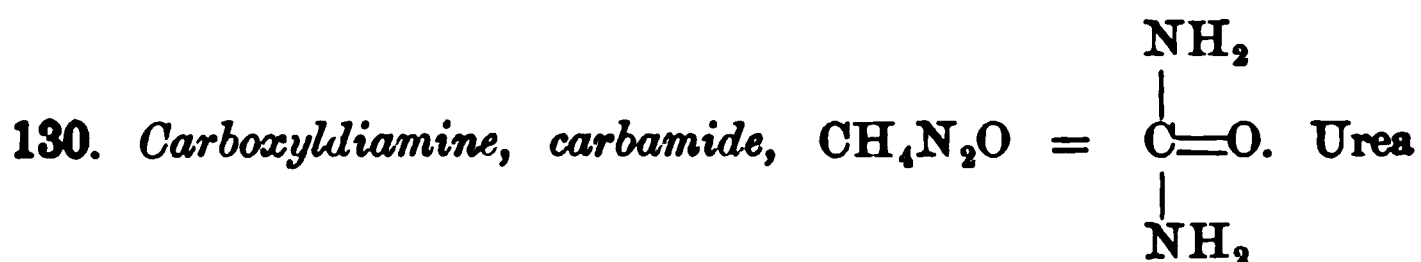 NH₂
|
130. Carboxyldiamine, carbamide, CH₄N₂O = C=O. Urea
|
NH₂